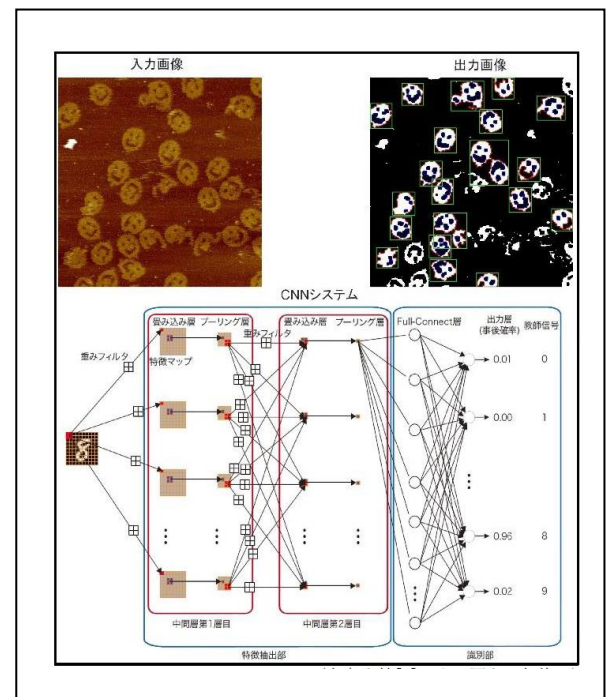 入力画像 出力画像
CNNシステム
畳み込み層 プーリング層 重みフィルタ 畳み込み層 プーリング層 Full-Connect層 出力層 (事後確率) 教師信号
重みフィルタ
特徴マップ
0.01 0
0.00 1
0.96 8
0.02 9
中間層第1層目 中間層第2層目
特徴抽出部 識別部